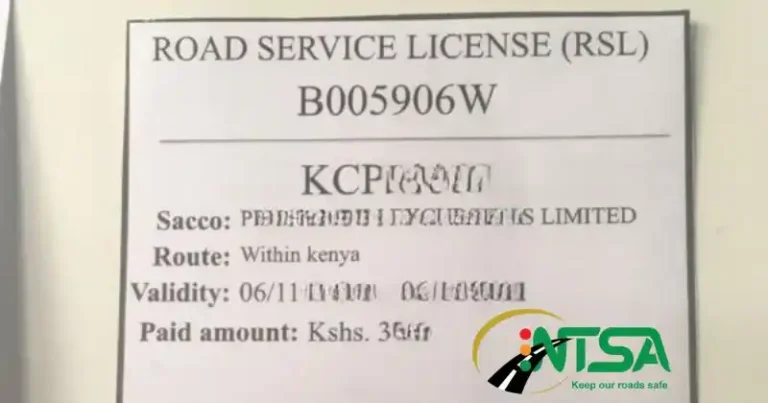 ROAD SERVICE LICENSE (RSL)
B005906W
Sacco: LIMITED
Route: Within kenya
Validity:
Paid amount: Kshs.
NTSA
Keep our roads safe